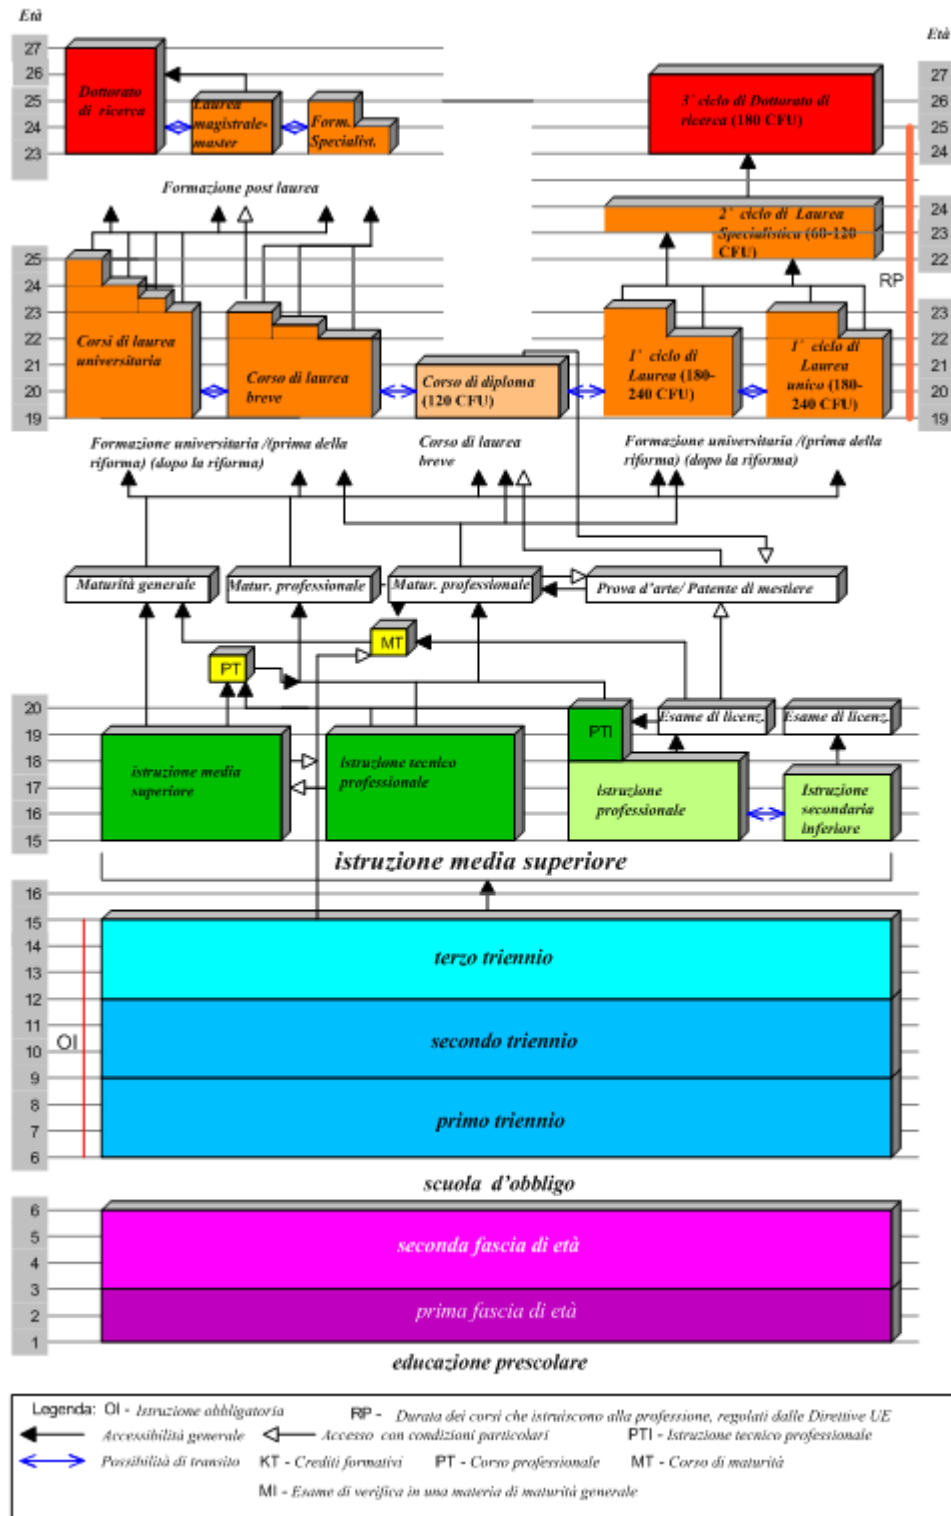 Età
Età
27
26
25
24
23
Dottorato
di ricerca
Laurea
magistrale-
master
Form.
Specialist.
3˚ ciclo di Dottorato di
ricerca (180 CFU)
27
26
25
24
Formazione post laurea
2˚ ciclo di Laurea
Specialistica (60-120
CFU)
24
23
22
RP
25
24
23
22
21
20
19
Corsi di laurea
universitaria
Corso di laurea
breve
Corso di diploma
(120 CFU)
1˚ ciclo di
Laurea (180-
240 CFU)
1˚ ciclo di
Laurea
unico (180-
240 CFU)
23
22
21
20
19
Formazione universitaria /(prima della
riforma) (dopo la riforma)
Corso di laurea
breve
Formazione universitaria /(prima della
riforma) (dopo la riforma)
Maturità generale
Matur. professionale
Matur. professionale
Prova d'arte/ Patente di mestiere
MT
PT
20
19
18
17
16
15
istruzione media
superiore
istruzione tecnico
professionale
PTI
istruzione
professionale
Esame di licenz.
Esame di licenz.
Istruzione
secondaria
inferiore
istruzione media superiore
16
15
14
13
12
11
10
9
8
7
6
OI
terzo triennio
secondo triennio
primo triennio
scuola d'obbligo
6
5
4
3
2
1
seconda fascia di età
prima fascia di età
educazione prescolare
Legenda: OI - Istruzione obbligatoria RP - Durata dei corsi che istruiscono alla professione, regolati dalle Direttive UE
Accessibilità generale Accesso con condizioni particolari PTI - Istruzione tecnico professionale
Possibilità di transito KT - Crediti formativi PT - Corso professionale MT - Corso di maturità
MI - Esame di verifica in una materia di maturità generale